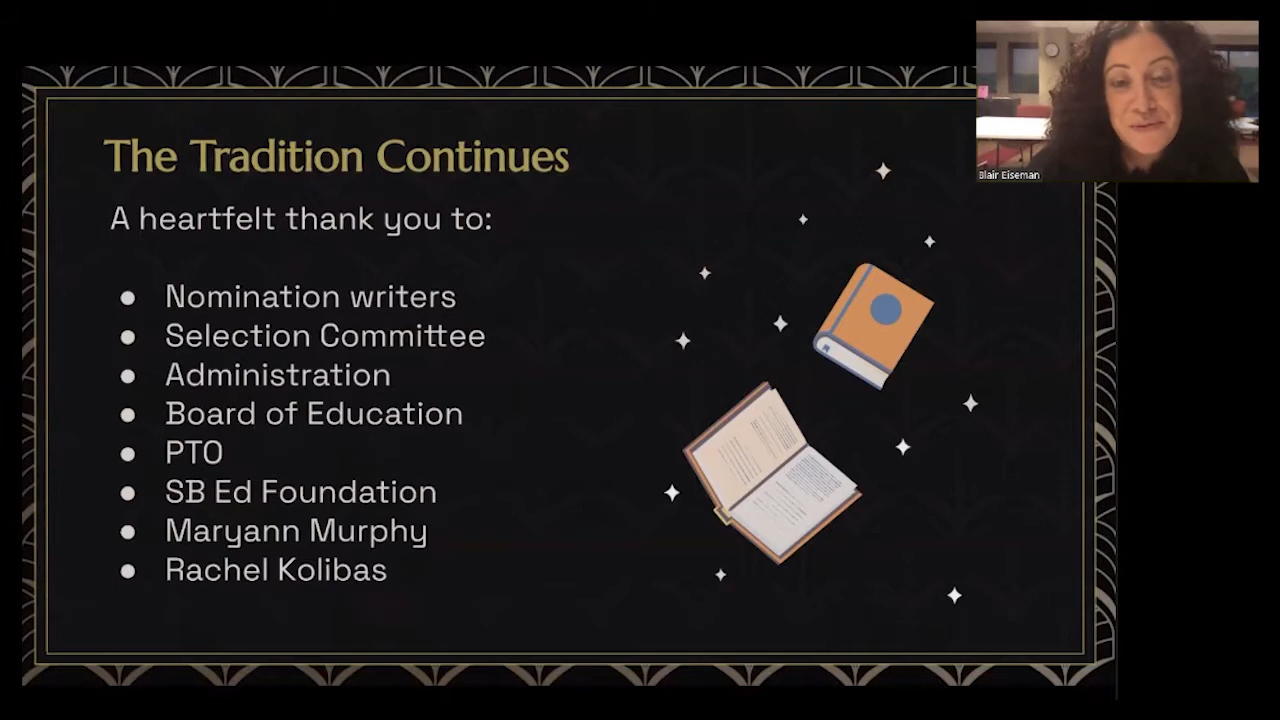 The Tradition Continues
A heartfelt thank you to:
● Nomination writers
● Selection Committee
● Administration
● Board of Education
● PTO
● SB Ed Foundation
● Maryann Murphy
● Rachel Kolibas
Blair Eiseman